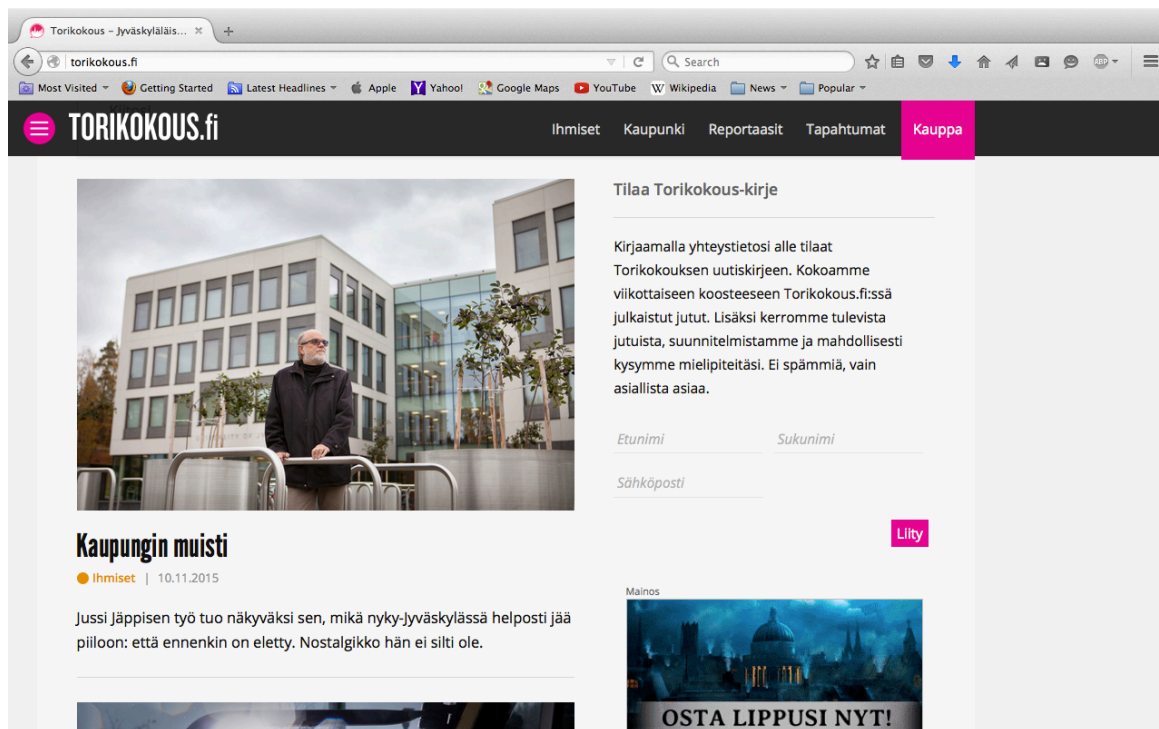 Torikokous – Jyväskyläläis...
torikokous.fi
Search
Most Visited
Getting Started
Latest Headlines
Apple
Yahoo!
Google Maps
YouTube
Wikipedia
News
Popular
TORIKOKOUS.fi
Ihmiset
Kaupunki
Reportaasit
Tapahtumat
Kauppa
Kaupungin muisti
Ihmiset | 10.11.2015
Jussi Jäppisen työ tuo näkyväksi sen, mikä nyky-Jyväskylässä helposti jää
piiloon: että ennenkin on eletty. Nostalgikko hän ei silti ole.
Tilaa Torikokous-kirje
Kirjaamalla yhteystietosi alle tilaat
Torikokouksen uutiskirjeen. Kokoamme
viikottaiseen koosteeseen Torikokous.fi:ssä
julkaistut jutut. Lisäksi kerromme tulevista
jutuista, suunnitelmistamme ja mahdollisesti
kysymme mielipiteitäsi. Ei spämmiä, vain
asiallista asiaa.
Etunimi
Sukunimi
Sähköposti
Liity
Mainos
OSTA LIPPUSI NYT!